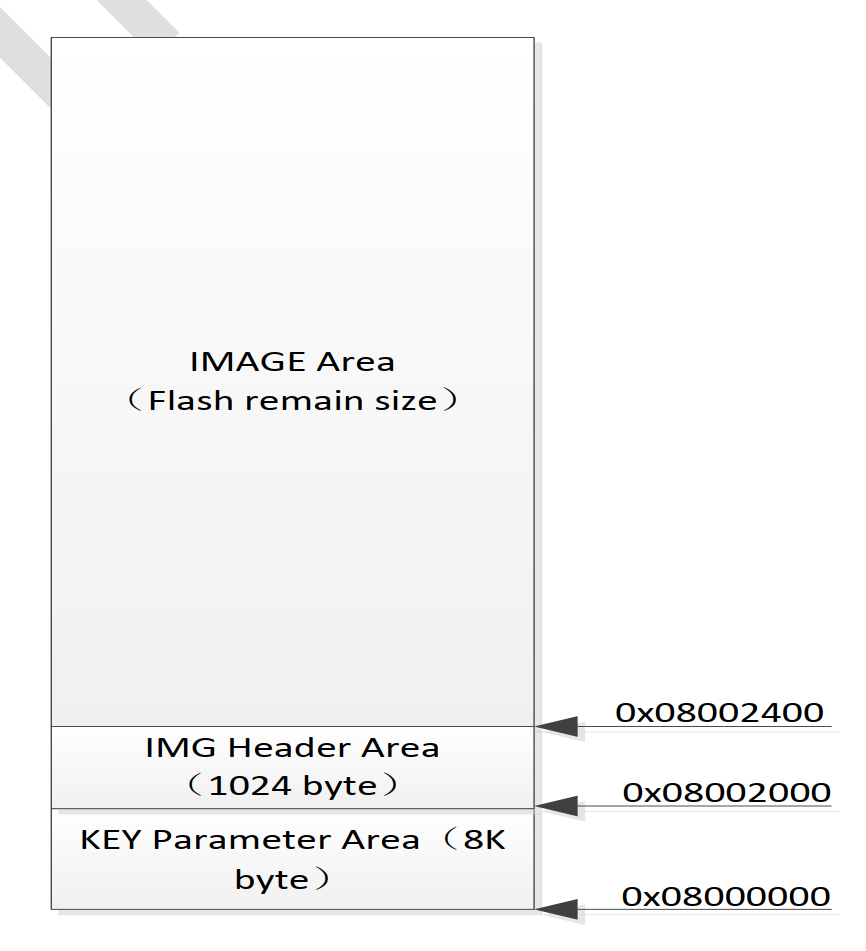 IMAGE Area
（Flash remain size）
0x08002400
IMG Header Area
（1024 byte）
0x08002000
KEY Parameter Area （8K
byte）
0x08000000